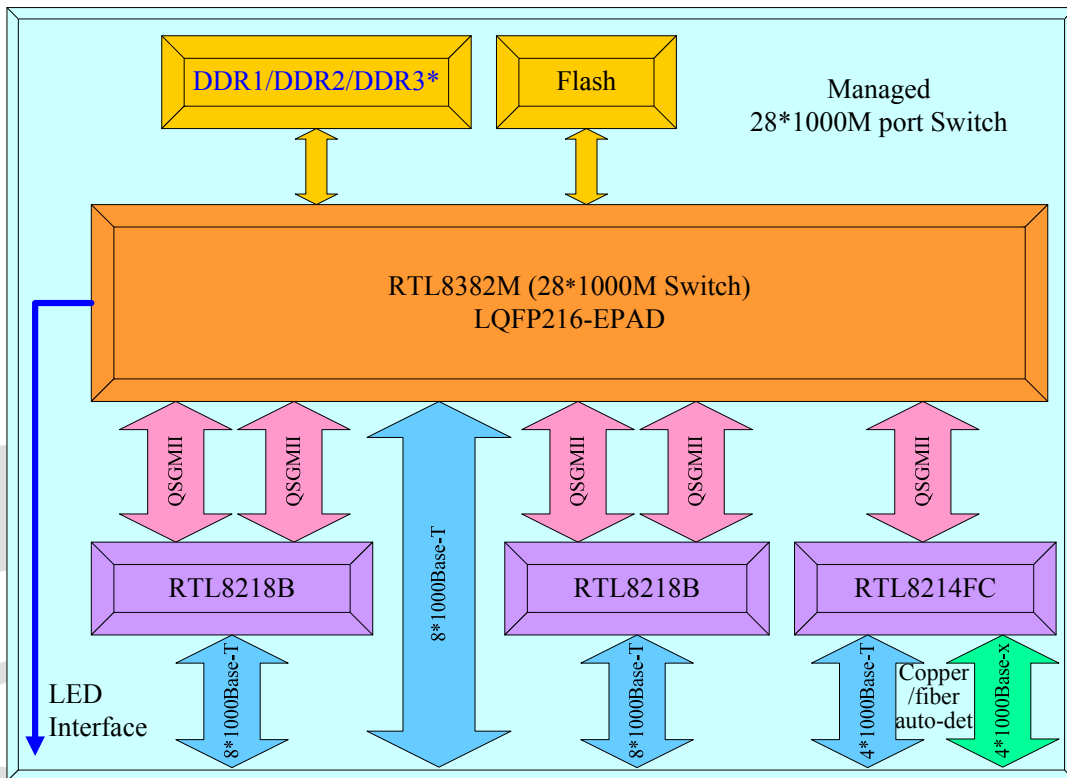 DDR1/DDR2/DDR3*
Flash
Managed
28*1000M port Switch
RTL8382M (28*1000M Switch)
LQFP216-EPAD
QSGMII
QSGMII
8*1000Base-T
QSGMII
QSGMII
QSGMII
RTL8218B
RTL8218B
RTL8214FC
LED
Interface
8*1000Base-T
8*1000Base-T
4*1000Base-T
Copper
/fiber
auto-det
4*1000Base-x